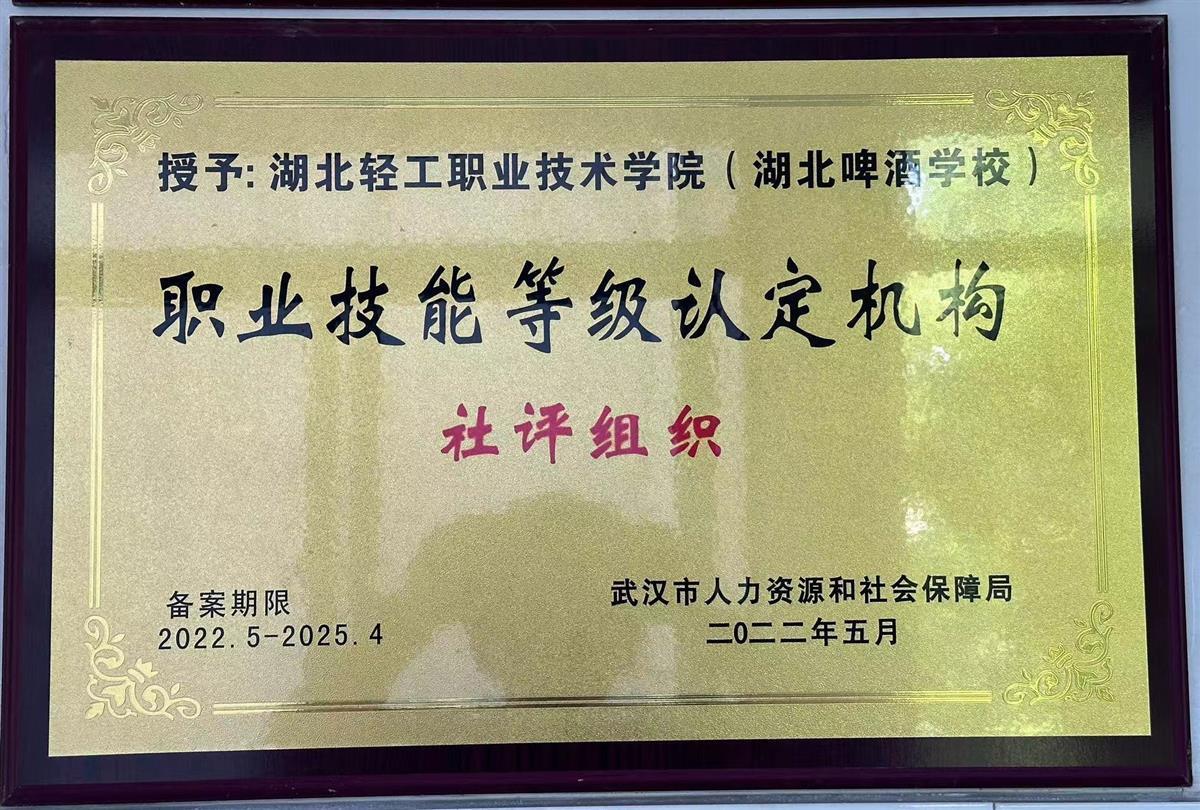 授予:湖北轻工职业技术学院(湖北啤酒学校)
职业技能等级认定机构
社评组织
备案期限
2022.5-2025.4
武汉市人力资源和社会保障局
二0二二年五月